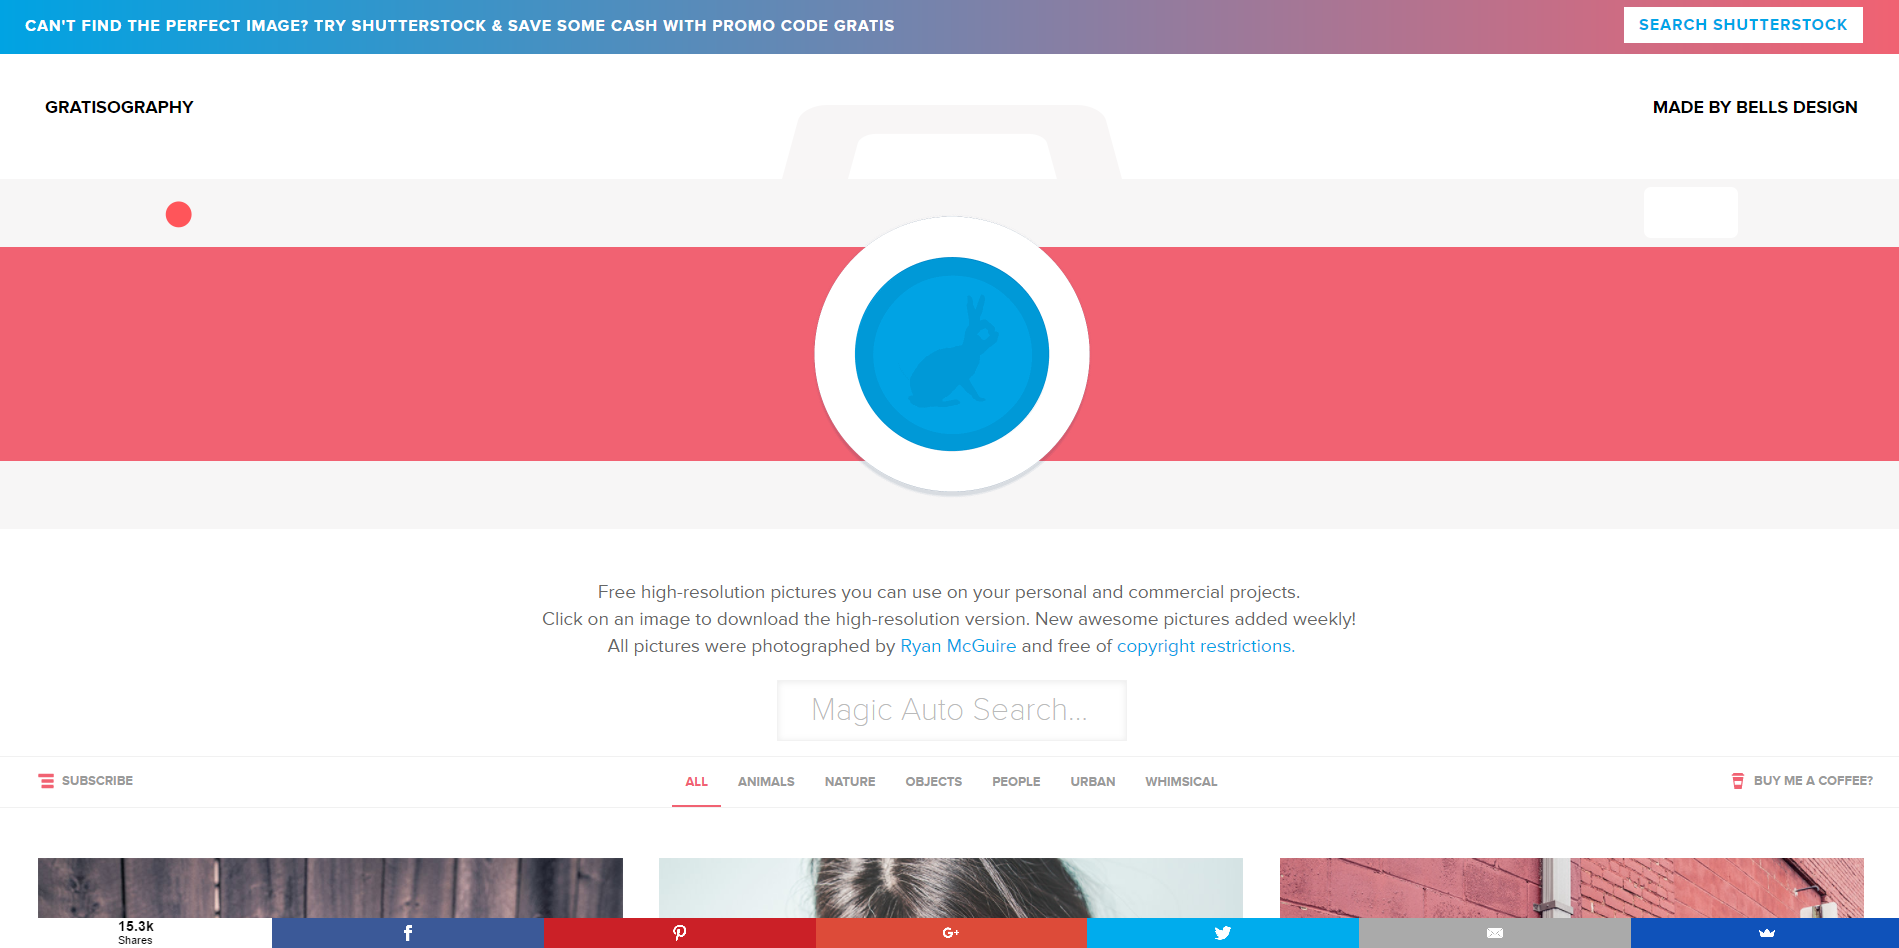 CAN'T FIND THE PERFECT IMAGE? TRY SHUTTERSTOCK & SAVE SOME CASH WITH PROMO CODE GRATIS
SEARCH SHUTTERSTOCK
GRATISOGRAPHY
MADE BY BELLS DESIGN
Free high-resolution pictures you can use on your personal and commercial projects.
Click on an image to download the high-resolution version. New awesome pictures added weekly!
All pictures were photographed by Ryan McGuire and free of copyright restrictions.
Magic Auto Search...
SUBSCRIBE
ALL
ANIMALS
NATURE
OBJECTS
PEOPLE
URBAN
WHIMSICAL
BUY ME A COFFEE?
15.3k
Shares
G+